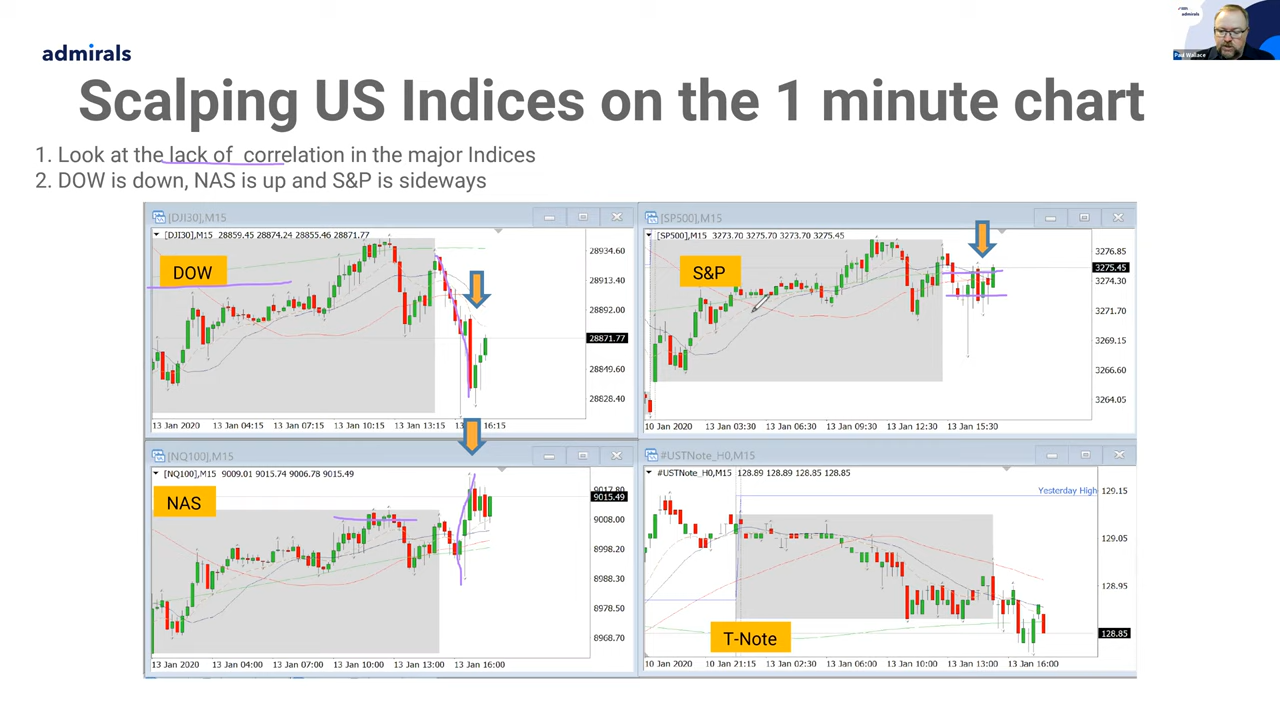 admirals
admirals
Paul Wallace
Scalping US Indices on the 1 minute chart
1. Look at the lack of correlation in the major Indices
2. DOW is down, NAS is up and S&P is sideways
[DJI30],M15
[DJI30],M15 28859.45 28874.24 28855.46 28871.77
DOW
28934.60
28913.40
28892.00
28871.77
28849.60
28828.40
13 Jan 2020 13 Jan 04:15 13 Jan 07:15 13 Jan 10:15 13 Jan 13:15 13 16:15
[SP500],M15
[SP500],M15 3273.70 3275.70 3273.70 3275.45
S&P
3276.85
3275.45
3274.30
3271.70
3269.15
3266.60
3264.05
10 Jan 2020 13 Jan 03:30 13 Jan 06:30 13 Jan 09:30 13 Jan 12:30 13 Jan 15:30
[NQ100],M15
[NQ100],M15 9009.01 9015.74 9006.78 9015.49
NAS
9017.80
9015.49
9008.00
8998.20
8988.30
8978.50
8968.70
13 Jan 2020 13 Jan 04:00 13 Jan 07:00 13 Jan 10:00 13 Jan 13:00 13 Jan 16:00
#USTNote_H0,M15
#USTNote_H0,M15 128.89 128.89 128.85 128.85
Yesterday High
129.15
129.05
128.95
128.85
T-Note
10 Jan 2020 10 Jan 21:15 13 Jan 02:30 13 Jan 06:00 13 Jan 09:30 13 Jan 12:30 13 Jan 16:00